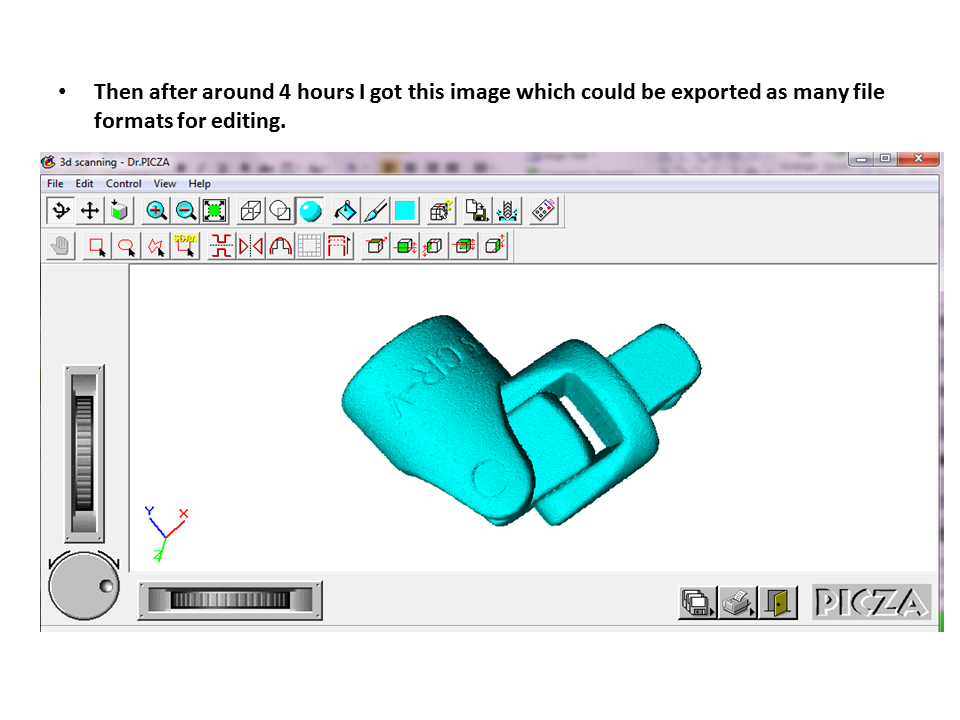 • Then after around 4 hours I got this image which could be exported as many file
formats for editing.
3d scanning - Dr.PICZA
File Edit Control View Help
CR-V
Y X
Z
PICZA